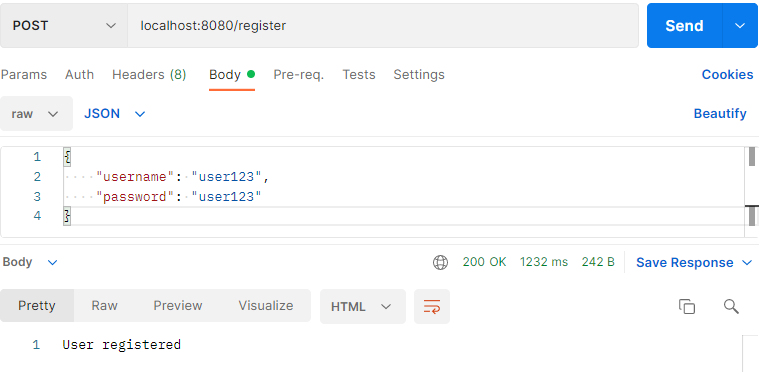 POST localhost:8080/register Send
Params Auth Headers (8) Body Pre-req. Tests Settings Cookies
raw JSON Beautify
1 {
2 "username": "user123",
3 "password": "user123"
4 }
Body 200 OK 1232 ms 242 B Save Response
Pretty Raw Preview Visualize HTML
1 User registered